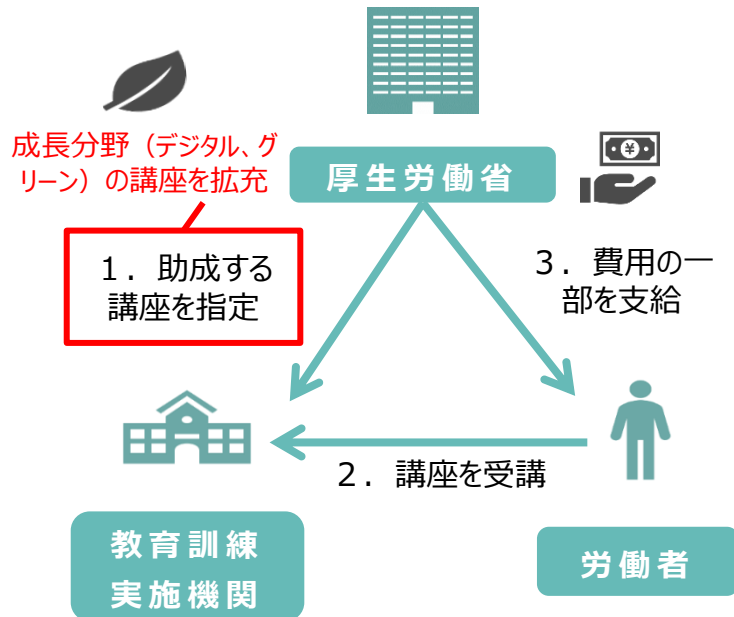 成長分野（デジタル、グ
リーン）の講座を拡充
厚生労働省
１．助成する
講座を指定
３．費用の一
部を支給
２．講座を受講
教育訓練
実施機関
労働者
¥